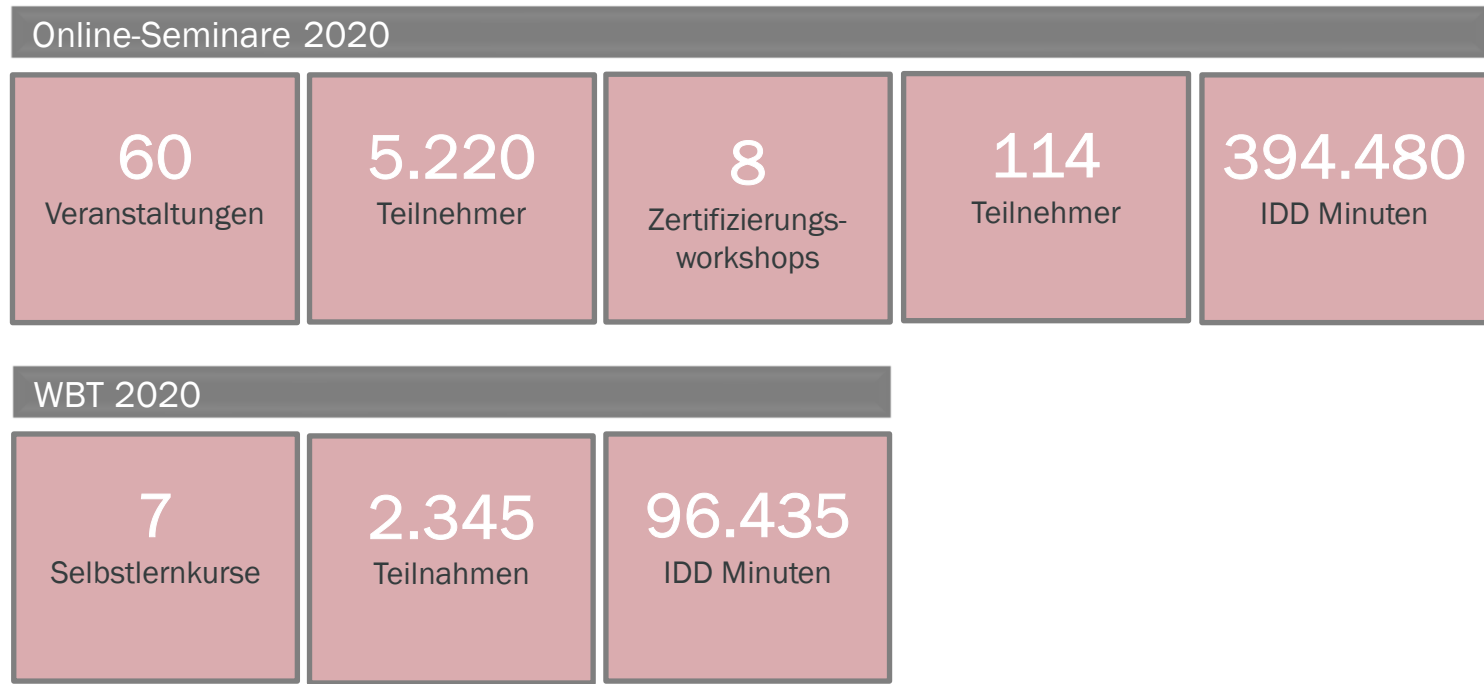 Online-Seminare 2020
60
Veranstaltungen
5.220
Teilnehmer
8
Zertifizierungs-
workshops
114
Teilnehmer
394.480
IDD Minuten
WBT 2020
7
Selbstlernkurse
2.345
Teilnahmen
96.435
IDD Minuten